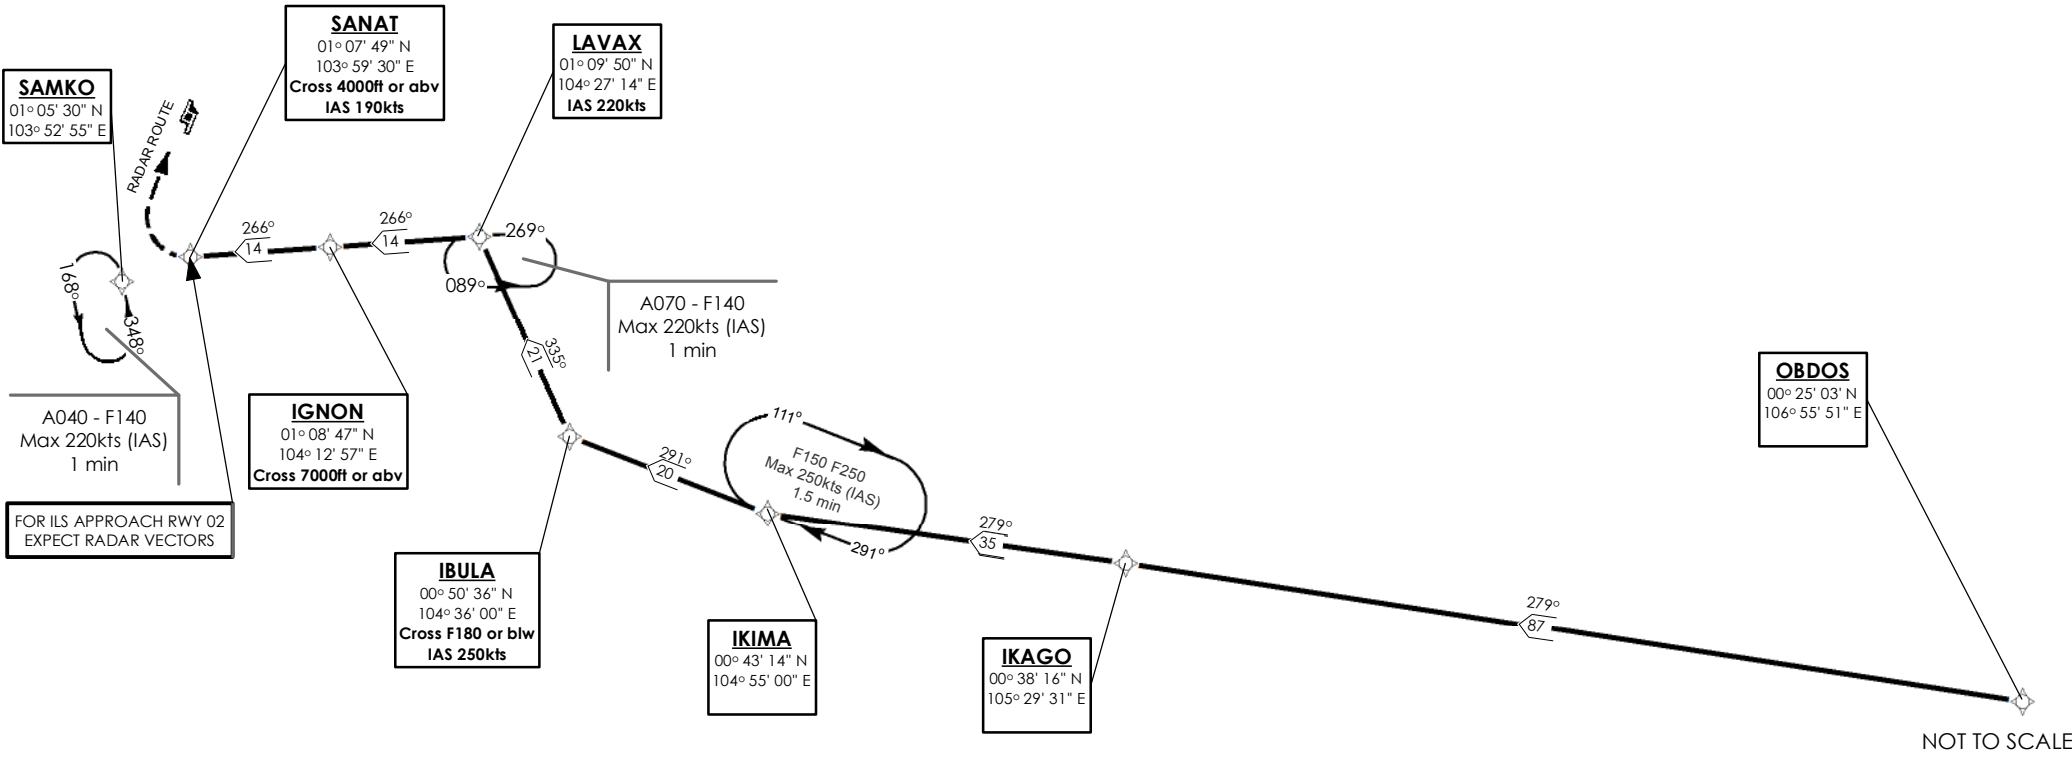 SANAT
01° 07' 49" N
103° 59' 30" E
Cross 4000ft or abv
IAS 190kts
LAVAX
01° 09' 50" N
104° 27' 14" E
IAS 220kts
SAMKO
01° 05' 30" N
103° 52' 55" E
RADAR ROUTE
266°
14
266°
14
269°
089°
168°
348°
A070 - F140
Max 220kts (IAS)
1 min
335°
21
A040 - F140
Max 220kts (IAS)
1 min
IGNON
01° 08' 47" N
104° 12' 57" E
Cross 7000ft or abv
FOR ILS APPROACH RWY 02
EXPECT RADAR VECTORS
291°
20
111°
F150 F250
Max 250kts (IAS)
1.5 min
291°
279°
35
OBDOS
00° 25' 03' N
106° 55' 51" E
IBULA
00° 50' 36" N
104° 36' 00" E
Cross F180 or blw
IAS 250kts
IKIMA
00° 43' 14" N
104° 55' 00" E
IKAGO
00° 38' 16" N
105° 29' 31" E
279°
87
NOT TO SCALE